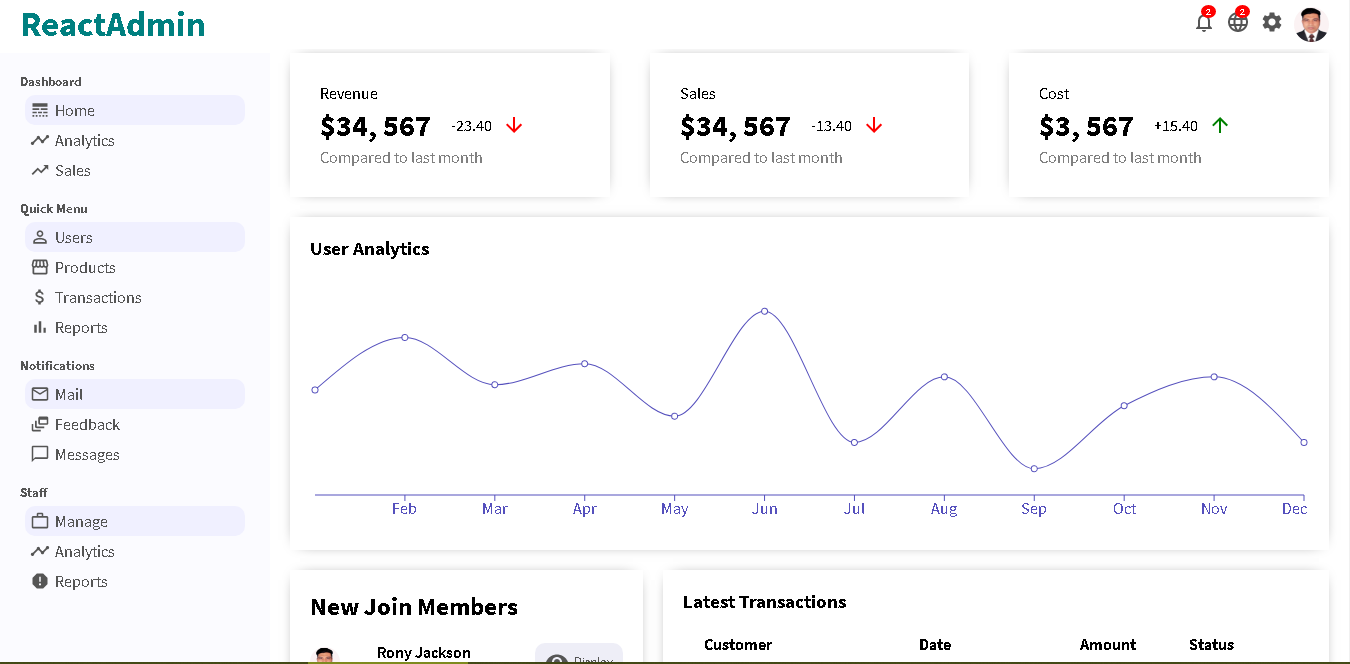 ReactAdmin
2
2
Dashboard
Home
Analytics
Sales
Quick Menu
Users
Products
Transactions
Reports
Notifications
Mail
Feedback
Messages
Staff
Manage
Analytics
Reports
Revenue
$34, 567 -23.40
Compared to last month
Sales
$34, 567 -13.40
Compared to last month
Cost
$3, 567 +15.40
Compared to last month
User Analytics
Feb Mar Apr May Jun Jul Aug Sep Oct Nov Dec
New Join Members
Rony Jackson
Display
Latest Transactions
Customer Date Amount Status